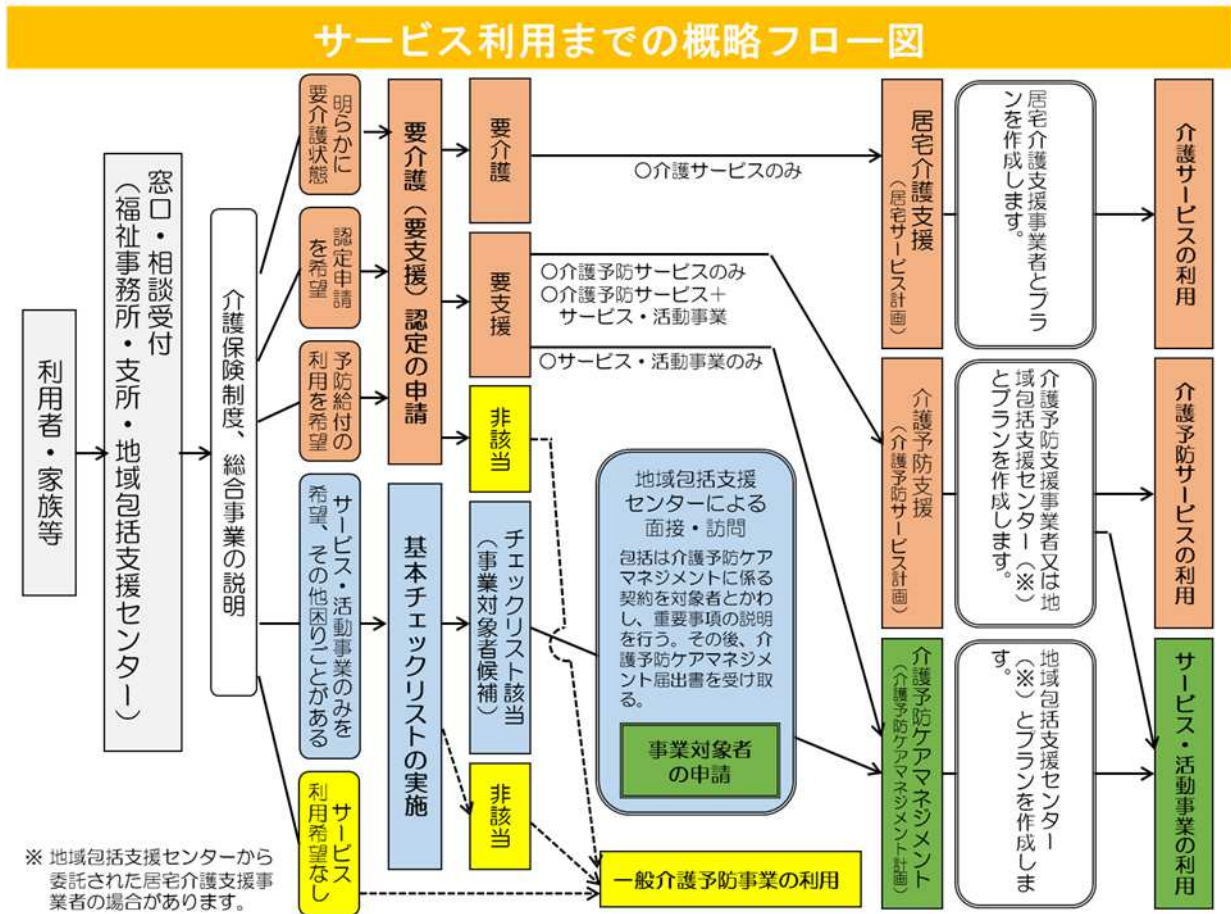 サービス利用までの概略フロー図
利用者・家族等
窓口・相談受付
（福祉事務所・支所・地域包括支援センター）
介護保険制度、総合事業の説明
明らかに
要介護状態
認定申請
を希望
予防給付の
利用を希望
サービス・活動事業のみを
希望、その他困りごとがある
サービス
利用希望なし
要介護（要支援）認定の申請
基本チェックリストの実施
要介護
要支援
非該当
チェックリスト該当
（事業対象者候補）
非該当
○介護サービスのみ
○介護予防サービスのみ
○介護予防サービス＋
サービス・活動事業
○サービス・活動事業のみ
地域包括支援
センターによる
面接・訪問
包括は介護予防ケア
マネジメントに係る
契約を対象者とかわ
し、重要事項の説明
を行う。その後、介
護予防ケアマネジメ
ント届出書を受け取
る。
事業対象者
の申請
一般介護予防事業の利用
居宅介護支援
（居宅サービス計画）
介護予防支援
（介護予防サービス計画）
介護予防ケアマネジメント
（介護予防ケアマネジメント計画）
居宅介護支援事業者とプラ
ンを作成します。
介護予防支援事業者又は地
域包括支援センター（※）
とプランを作成します。
地域包括支援センター
（※）とプランを作成しま
す。
介護サービスの利用
介護予防サービスの利用
サービス・活動事業の利用
※ 地域包括支援センターから
委託された居宅介護支援事
業者の場合があります。